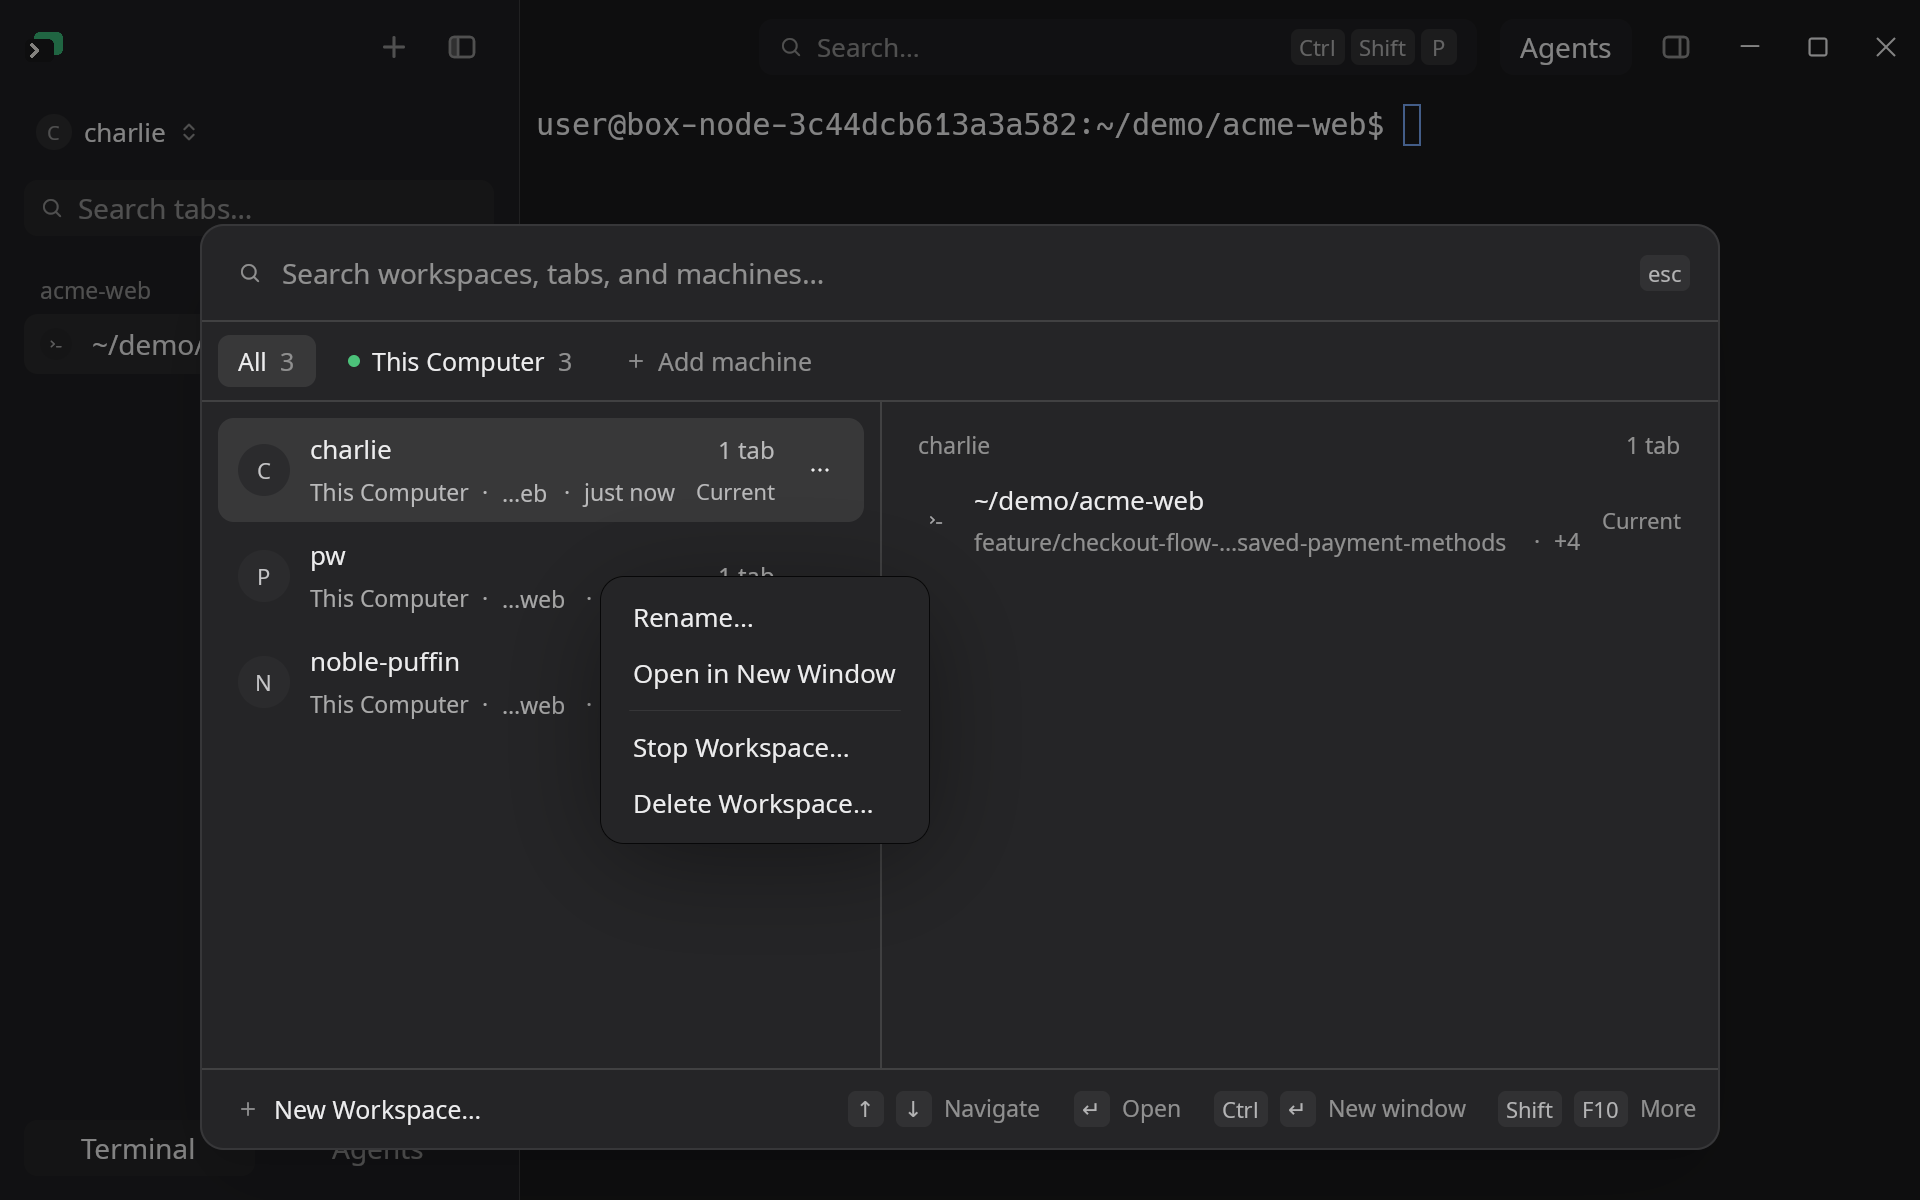 Search...
Ctrl Shift P
Agents
C charlie
user@box-node-3c44dcb613a3a582:~/demo/acme-web$
Search tabs...
acme-web
~/demo/
Search workspaces, tabs, and machines...
esc
All 3
This Computer 3
+ Add machine
C
charlie
1 tab
This Computer · ...eb · just now
Current
...
P
pw
1 tab
This Computer · ...web ·
N
noble-puffin
This Computer · ...web ·
Rename...
Open in New Window
Stop Workspace...
Delete Workspace...
charlie
1 tab
~/demo/acme-web
feature/checkout-flow-...saved-payment-methods · +4
Current
+ New Workspace...
↑ ↓ Navigate
↵ Open
Ctrl ↵ New window
Shift F10 More
Terminal
Agents